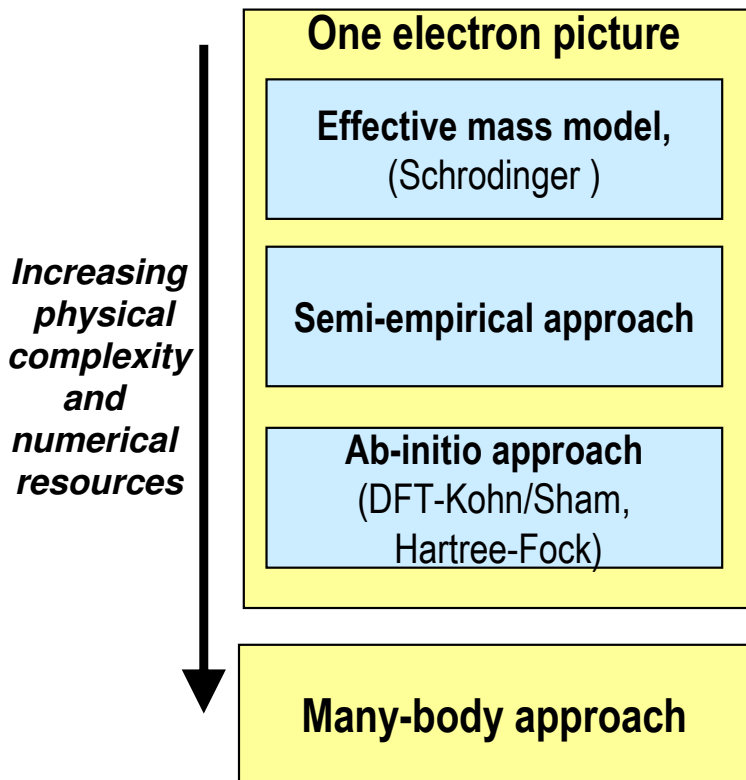 One electron picture
Effective mass model,
(Schrodinger )
Semi-empirical approach
Ab-initio approach
(DFT-Kohn/Sham,
Hartree-Fock)
Increasing
physical
complexity
and
numerical
resources
Many-body approach